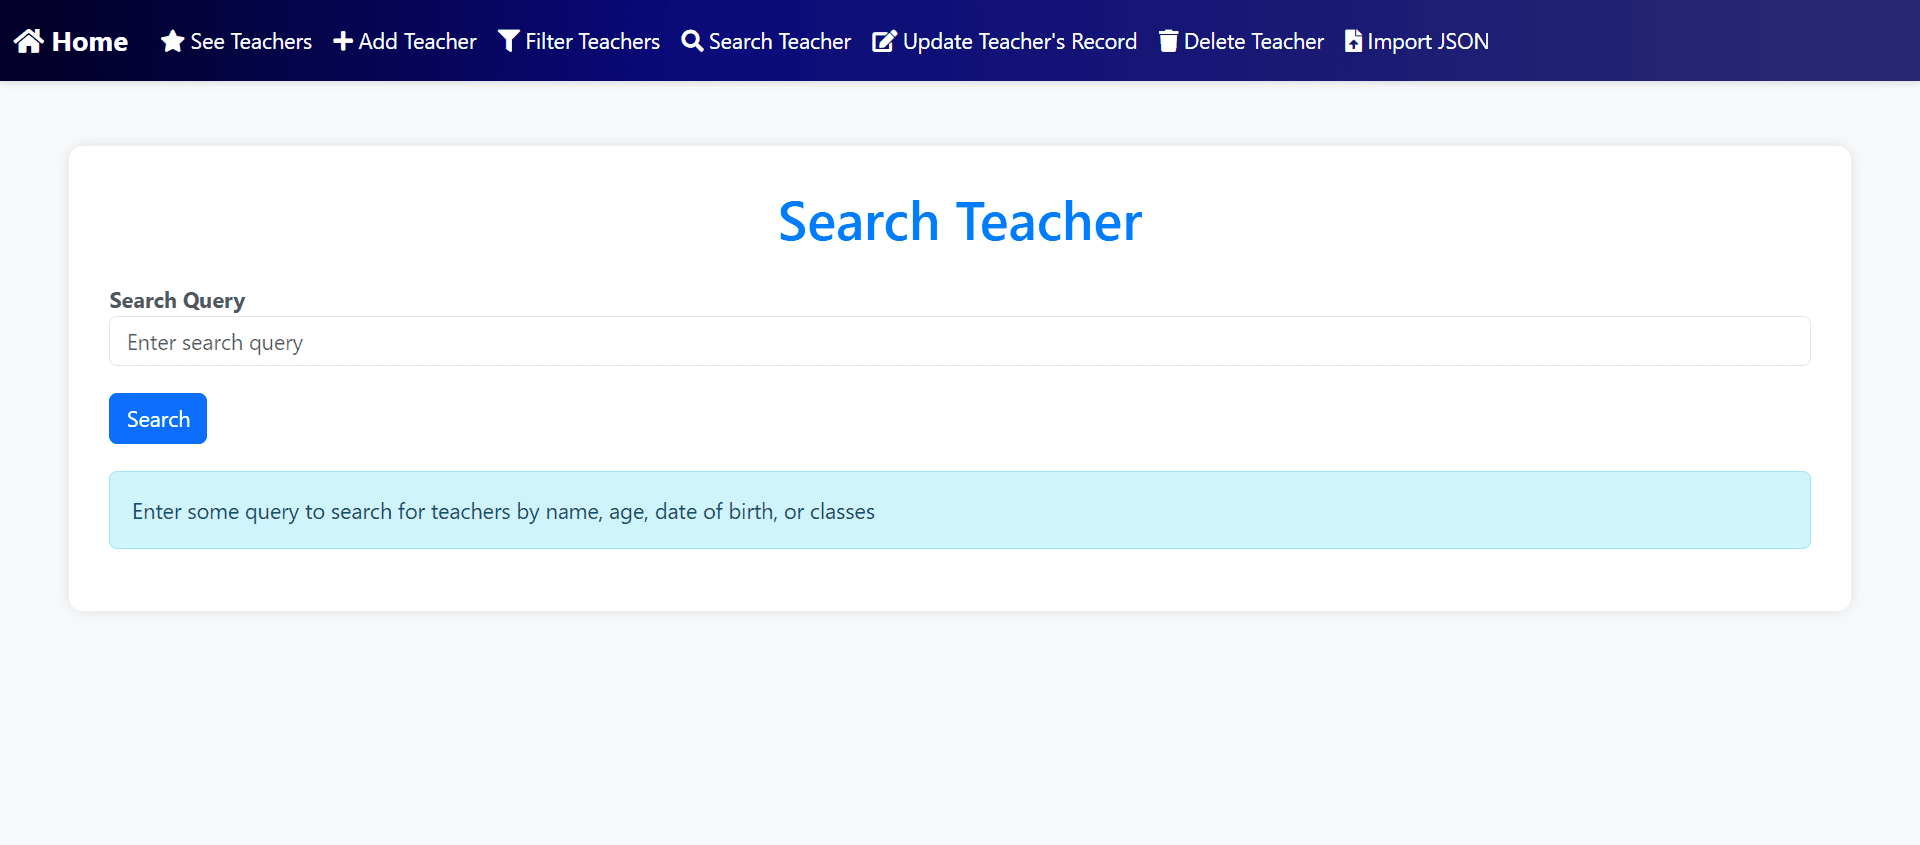 Home See Teachers Add Teacher Filter Teachers Search Teacher Update Teacher's Record Delete Teacher Import JSON
Search Teacher
Search Query
Enter search query
Search
Enter some query to search for teachers by name, age, date of birth, or classes